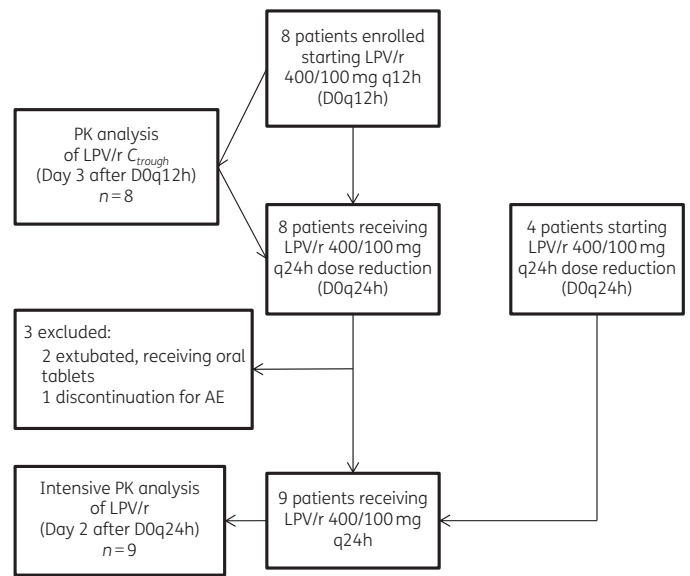 8 patients enrolled
starting LPV/r
400/100 mg q12h
(D0q12h)
PK analysis
of LPV/r Ctrough
(Day 3 after D0q12h)
n = 8
8 patients receiving
LPV/r 400/100 mg
q24h dose reduction
(D0q24h)
4 patients starting
LPV/r 400/100 mg
q24h dose reduction
(D0q24h)
3 excluded:
2 extubated, receiving oral
tablets
1 discontinuation for AE
Intensive PK analysis
of LPV/r
(Day 2 after D0q24h)
n = 9
9 patients receiving
LPV/r 400/100 mg
q24h